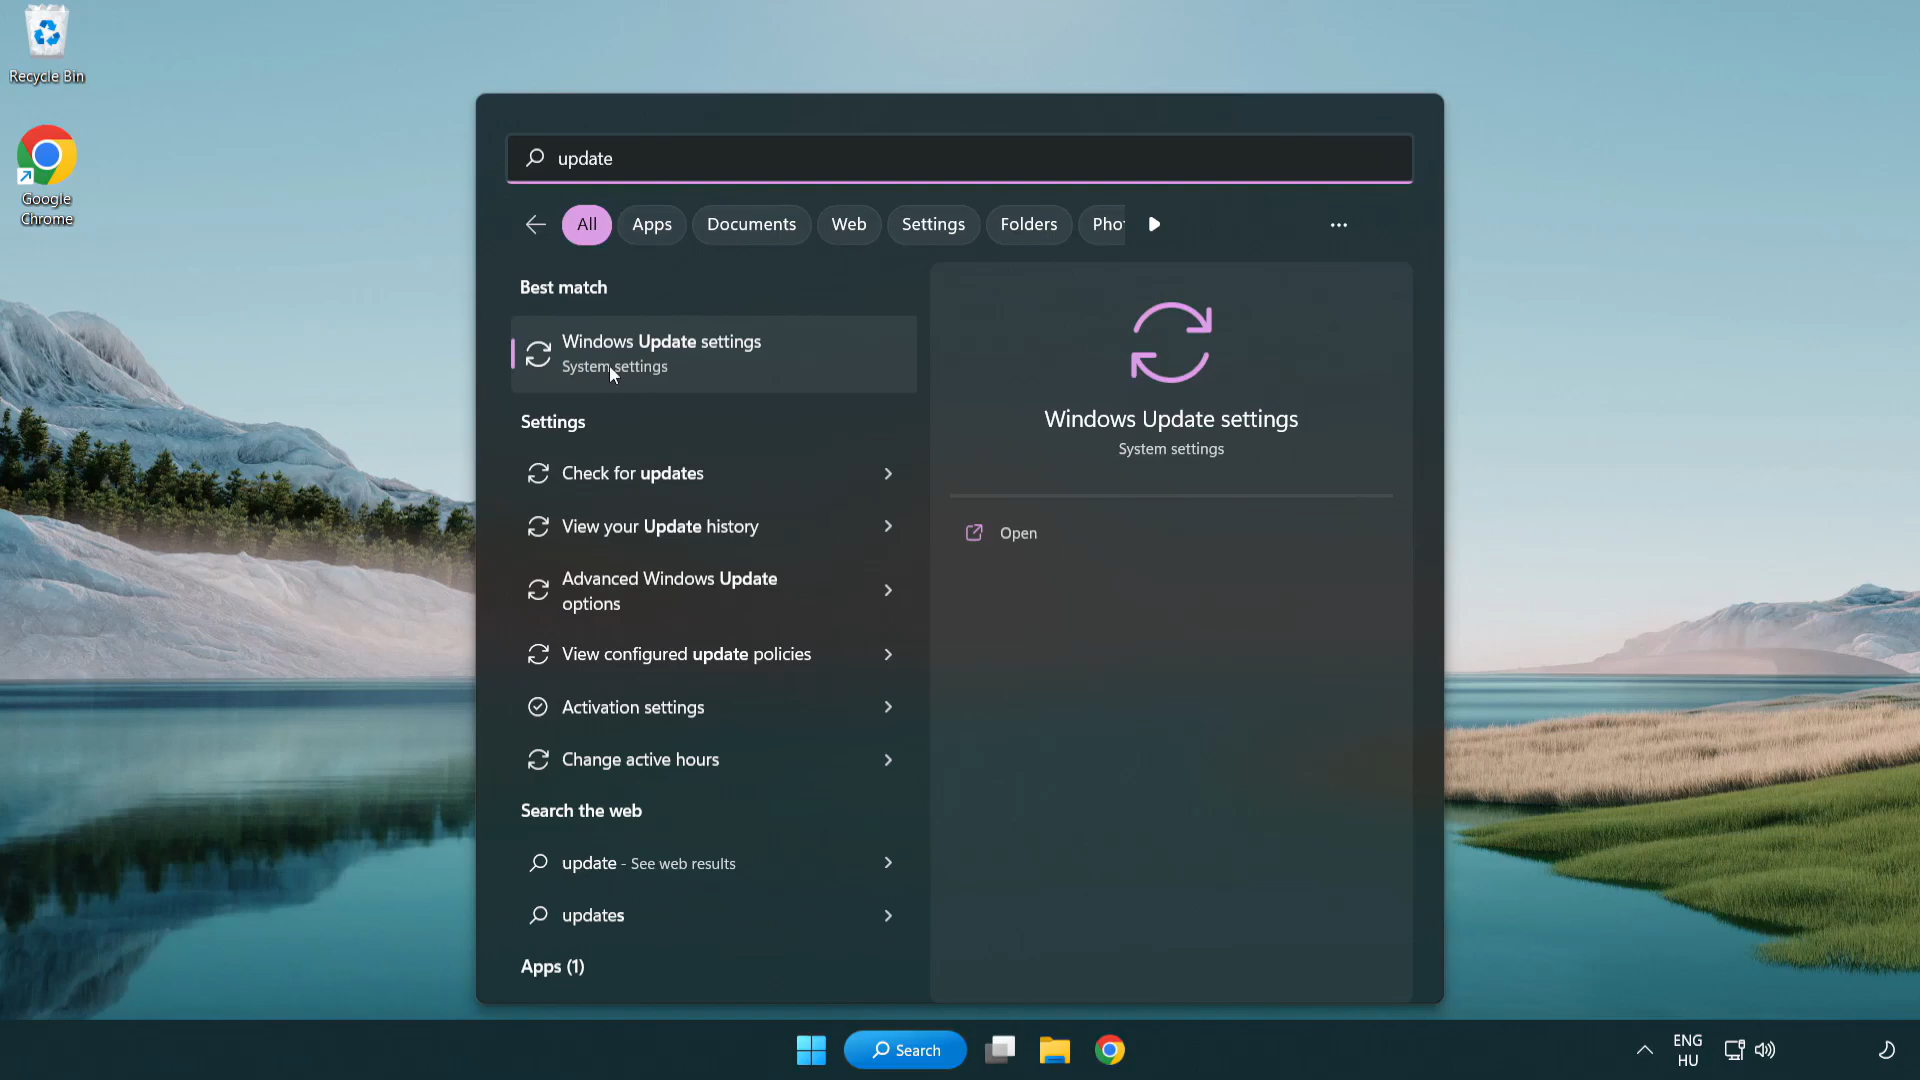 Recycle Bin
Google
Chrome
update
All
Apps
Documents
Web
Settings
Folders
Phot
Best match
Windows Update settings
System settings
Settings
Check for updates
View your Update history
Advanced Windows Update
options
View configured update policies
Activation settings
Change active hours
Search the web
update - See web results
updates
Apps (1)
Windows Update settings
System settings
Open
Search
ENG
HU